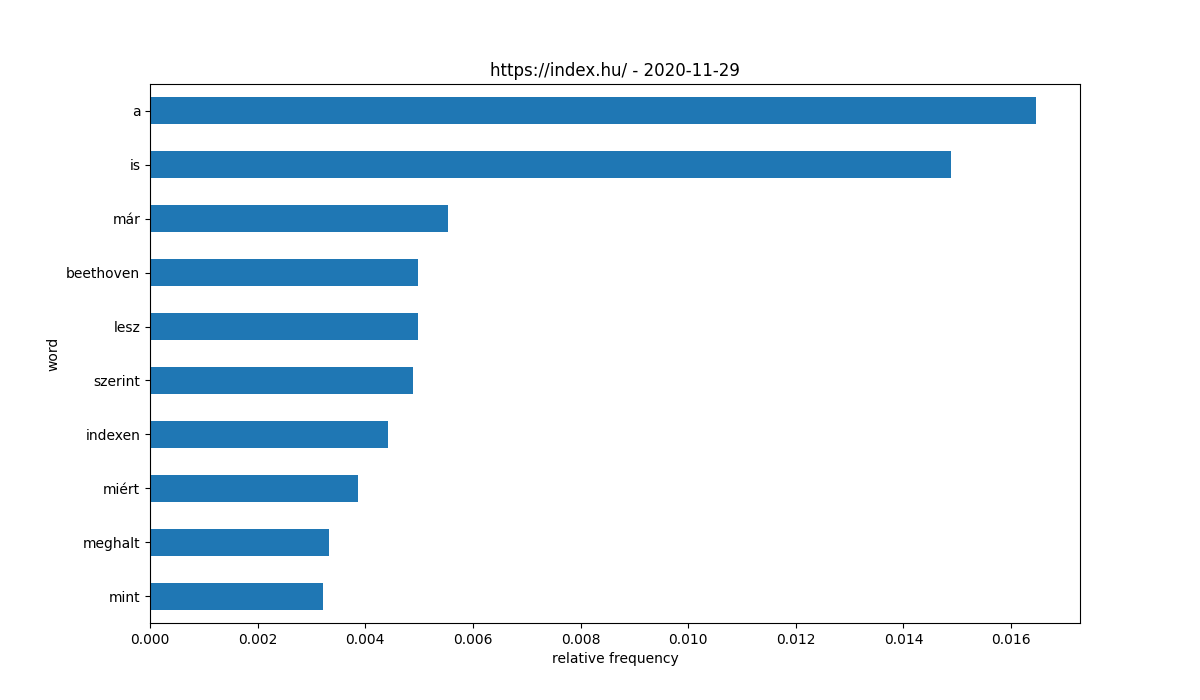 https://index.hu/ - 2020-11-29
a
is
már
beethoven
lesz
szerint
indexen
miért
meghalt
mint
word
0.000 0.002 0.004 0.006 0.008 0.010 0.012 0.014 0.016
relative frequency